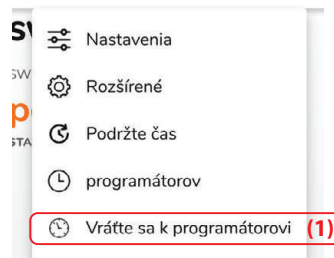 Nastavenia
Rozšírené
Podržte čas
programátorov
Vráťte sa k programátorovi (1)